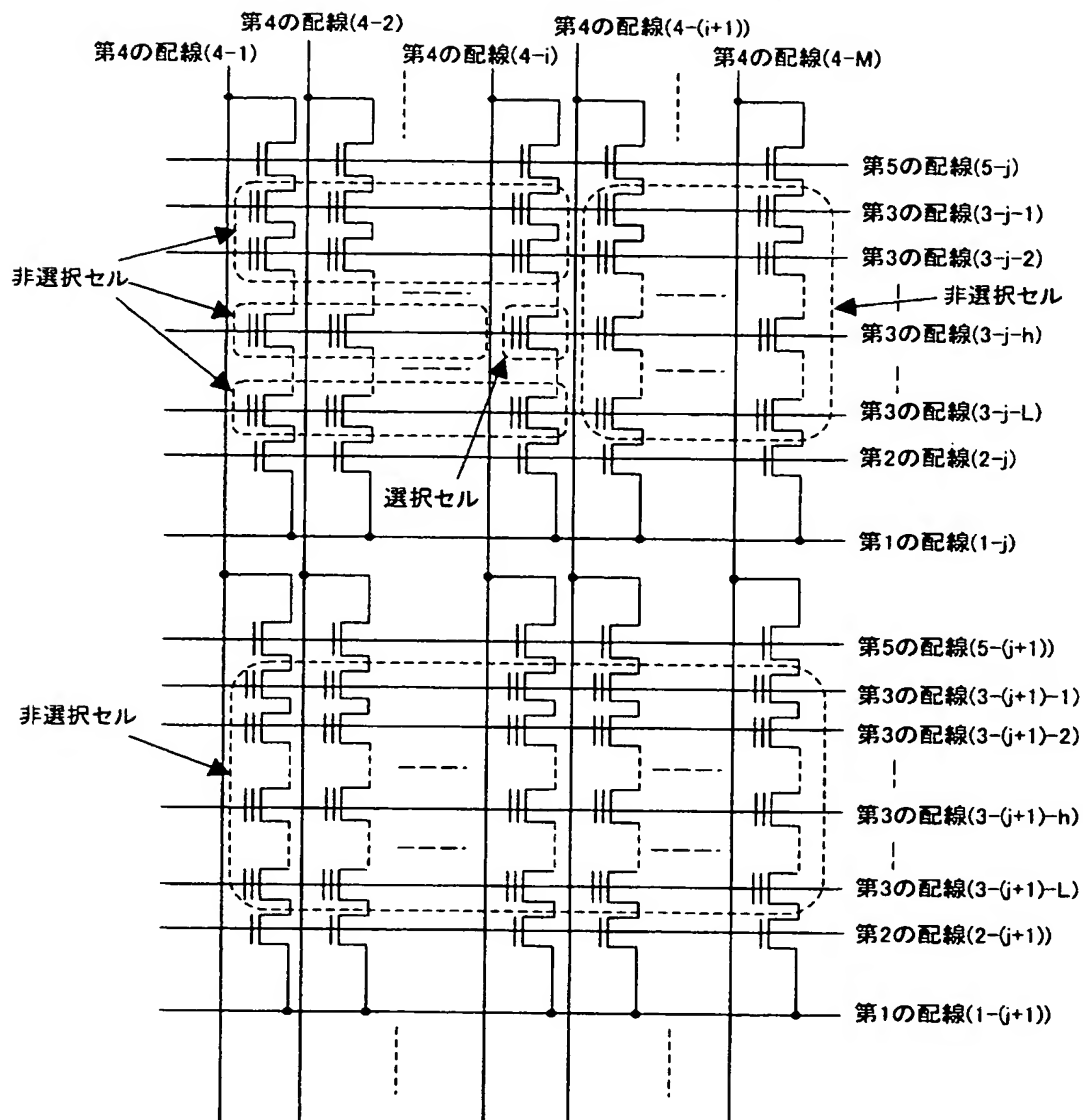 第4の配線(4-2)
第4の配線(4-(i+1))
第4の配線(4-1)
第4の配線(4-i)
第4の配線(4-M)
第5の配線(5-j)
第3の配線(3-j-1)
第3の配線(3-j-2)
非選択セル
非選択セル
第3の配線(3-j-h)
第3の配線(3-j-L)
第2の配線(2-j)
選択セル
第1の配線(1-j)
第5の配線(5-(j+1))
第3の配線(3-(j+1)-1)
非選択セル
第3の配線(3-(j+1)-2)
第3の配線(3-(j+1)-h)
第3の配線(3-(j+1)-L)
第2の配線(2-(j+1))
第1の配線(1-(j+1))